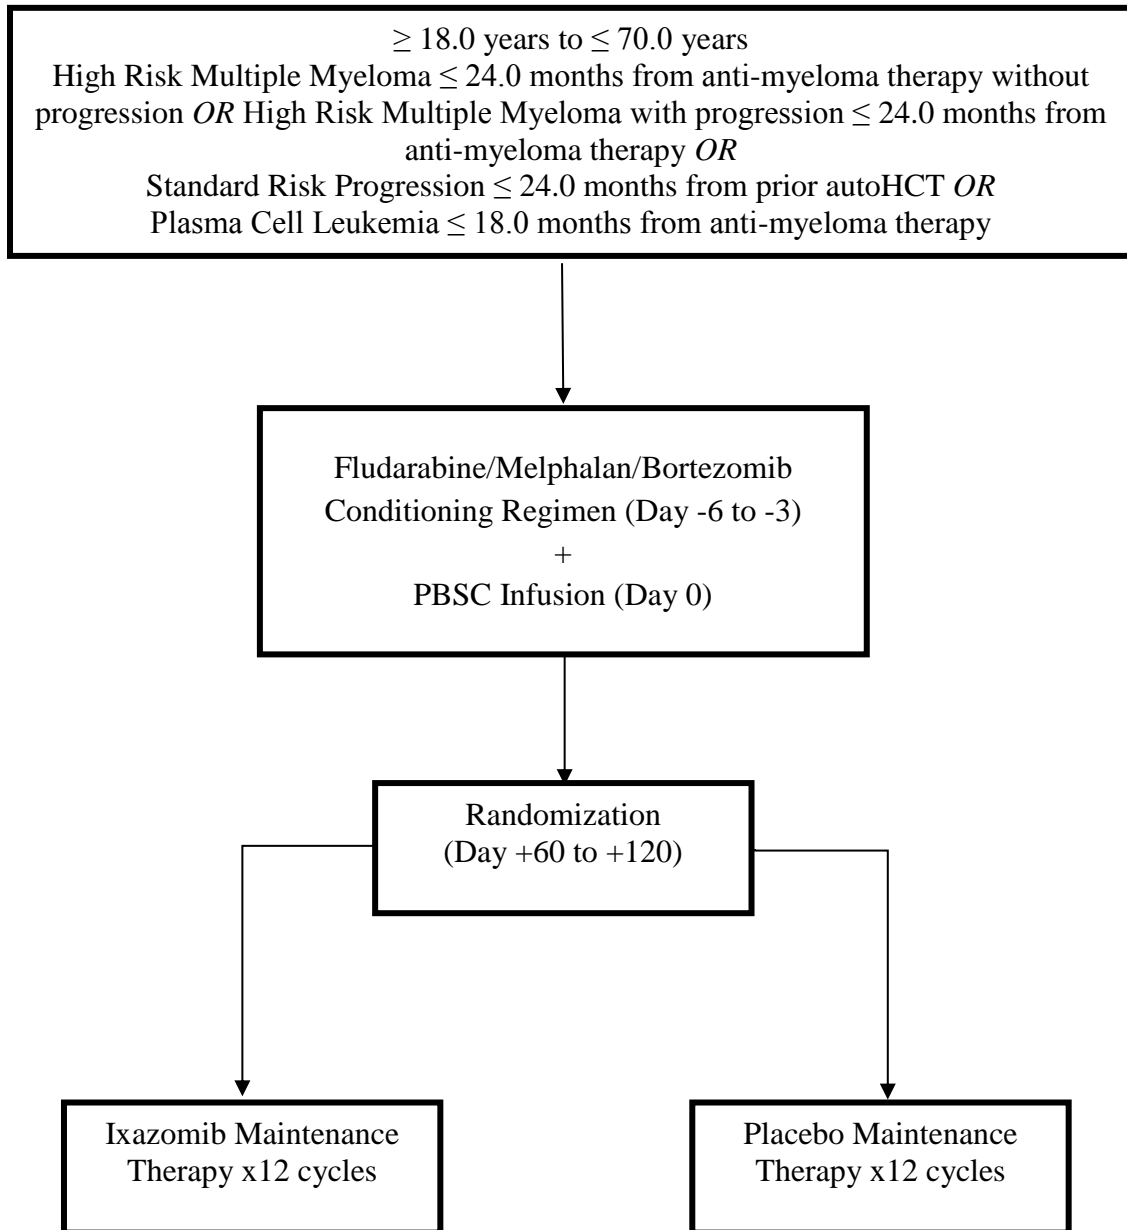 ≥ 18.0 years to ≤ 70.0 years
High Risk Multiple Myeloma ≤ 24.0 months from anti-myeloma therapy without
progression OR High Risk Multiple Myeloma with progression ≤ 24.0 months from
anti-myeloma therapy OR
Standard Risk Progression ≤ 24.0 months from prior autoHCT OR
Plasma Cell Leukemia ≤ 18.0 months from anti-myeloma therapy
Fludarabine/Melphalan/Bortezomib
Conditioning Regimen (Day -6 to -3)
+
PBSC Infusion (Day 0)
Randomization
(Day +60 to +120)
Ixazomib Maintenance
Therapy x12 cycles
Placebo Maintenance
Therapy x12 cycles